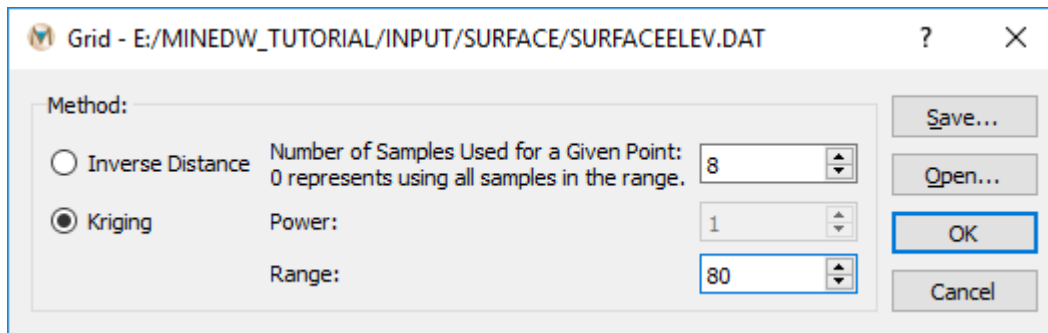 Grid - E:/MINEDW_TUTORIAL/INPUT/SURFACE/SURFACEELEV.DAT ? X
Method:
Inverse Distance
Number of Samples Used for a Given Point:
0 represents using all samples in the range.
8
Kriging
Power:
1
Range:
80
Save...
Open...
OK
Cancel